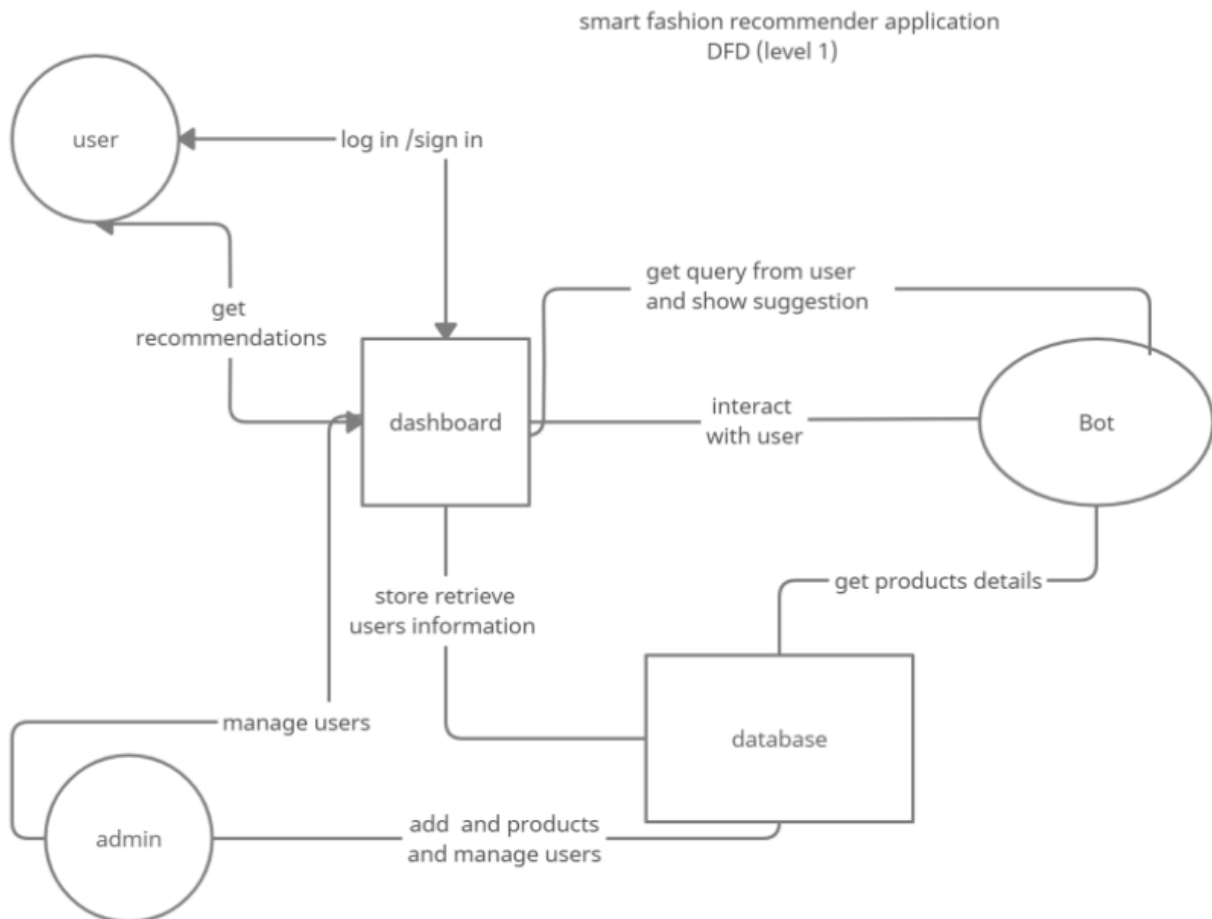 smart fashion recommender application
DFD (level 1)
user
log in /sign in
get query from user
and show suggestion
get
recommendations
dashboard
interact
with user
Bot
get products details
store retrieve
users information
manage users
database
add  and products
and manage users
admin